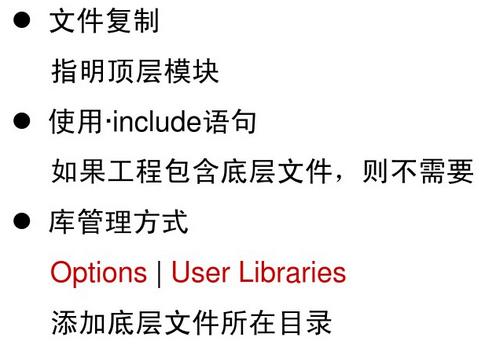 ● 文件复制
指明顶层模块
● 使用·include语句
如果工程包含底层文件，则不需要
● 库管理方式
Options | User Libraries
添加底层文件所在目录